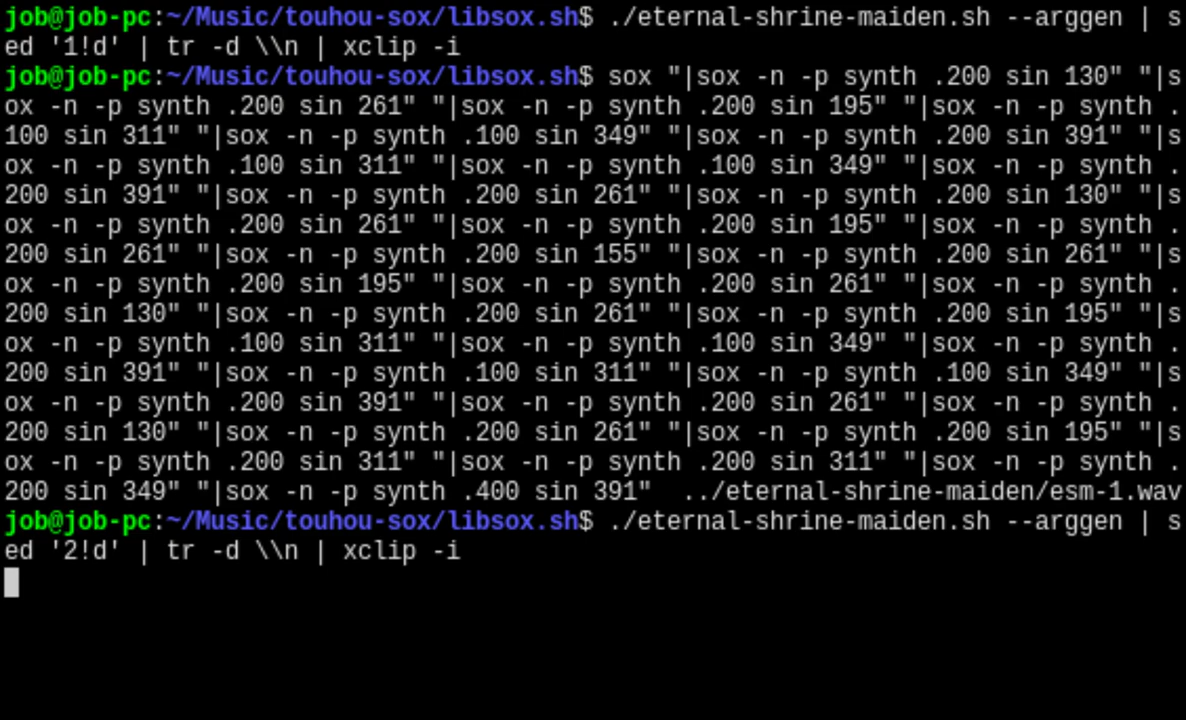 job@job-pc:~/Music/touhou-sox/libsox.sh$ ./eternal-shrine-maiden.sh --arggen | s
ed '1!d' | tr -d \\n | xclip -i
job@job-pc:~/Music/touhou-sox/libsox.sh$ sox "|sox -n -p synth .200 sin 130" "|s
ox -n -p synth .200 sin 261" "|sox -n -p synth .200 sin 195" "|sox -n -p synth .
100 sin 311" "|sox -n -p synth .100 sin 349" "|sox -n -p synth .200 sin 391" "|s
ox -n -p synth .100 sin 311" "|sox -n -p synth .100 sin 349" "|sox -n -p synth .
200 sin 391" "|sox -n -p synth .200 sin 261" "|sox -n -p synth .200 sin 130" "|s
ox -n -p synth .200 sin 261" "|sox -n -p synth .200 sin 195" "|sox -n -p synth .
200 sin 261" "|sox -n -p synth .200 sin 155" "|sox -n -p synth .200 sin 261" "|s
ox -n -p synth .200 sin 195" "|sox -n -p synth .200 sin 261" "|sox -n -p synth .
200 sin 130" "|sox -n -p synth .200 sin 261" "|sox -n -p synth .200 sin 195" "|s
ox -n -p synth .100 sin 311" "|sox -n -p synth .100 sin 349" "|sox -n -p synth .
200 sin 391" "|sox -n -p synth .100 sin 311" "|sox -n -p synth .100 sin 349" "|s
ox -n -p synth .200 sin 391" "|sox -n -p synth .200 sin 261" "|sox -n -p synth .
200 sin 130" "|sox -n -p synth .200 sin 261" "|sox -n -p synth .200 sin 195" "|s
ox -n -p synth .200 sin 311" "|sox -n -p synth .200 sin 311" "|sox -n -p synth .
200 sin 349" "|sox -n -p synth .400 sin 391"  ../eternal-shrine-maiden/esm-1.wav
job@job-pc:~/Music/touhou-sox/libsox.sh$ ./eternal-shrine-maiden.sh --arggen | s
ed '2!d' | tr -d \\n | xclip -i